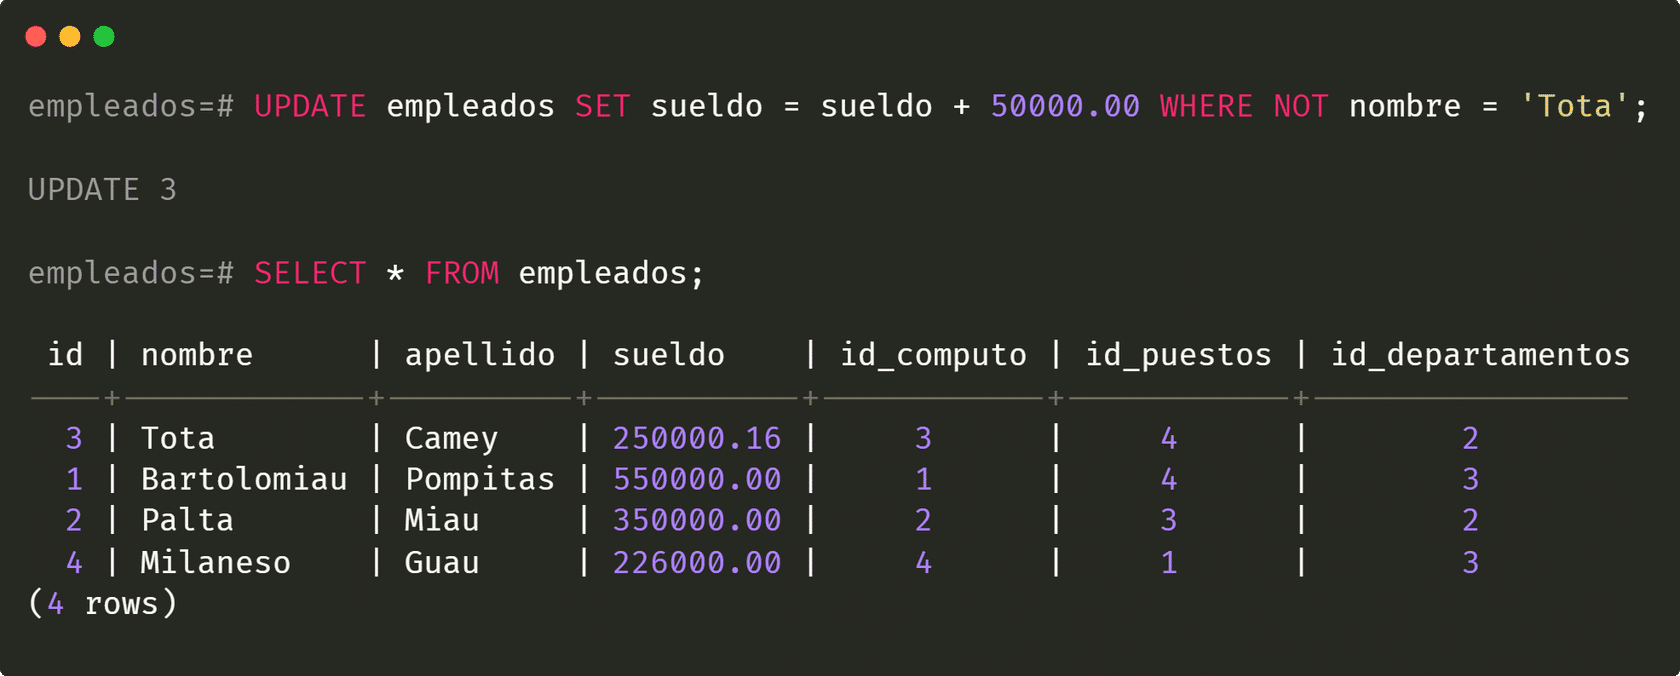 empleados=# UPDATE empleados SET sueldo = sueldo + 50000.00 WHERE NOT nombre = 'Tota';
UPDATE 3
empleados=# SELECT * FROM empleados;
id | nombre | apellido | sueldo | id_computo | id_puestos | id_departamentos
----+-------------+----------+-----------+------------+------------+-----------------
3 | Tota | Camey | 250000.16 | 3 | 4 | 2
1 | Bartolomiau | Pompitas | 550000.00 | 1 | 4 | 3
2 | Palta | Miau | 350000.00 | 2 | 3 | 2
4 | Milaneso | Guau | 226000.00 | 4 | 1 | 3
(4 rows)